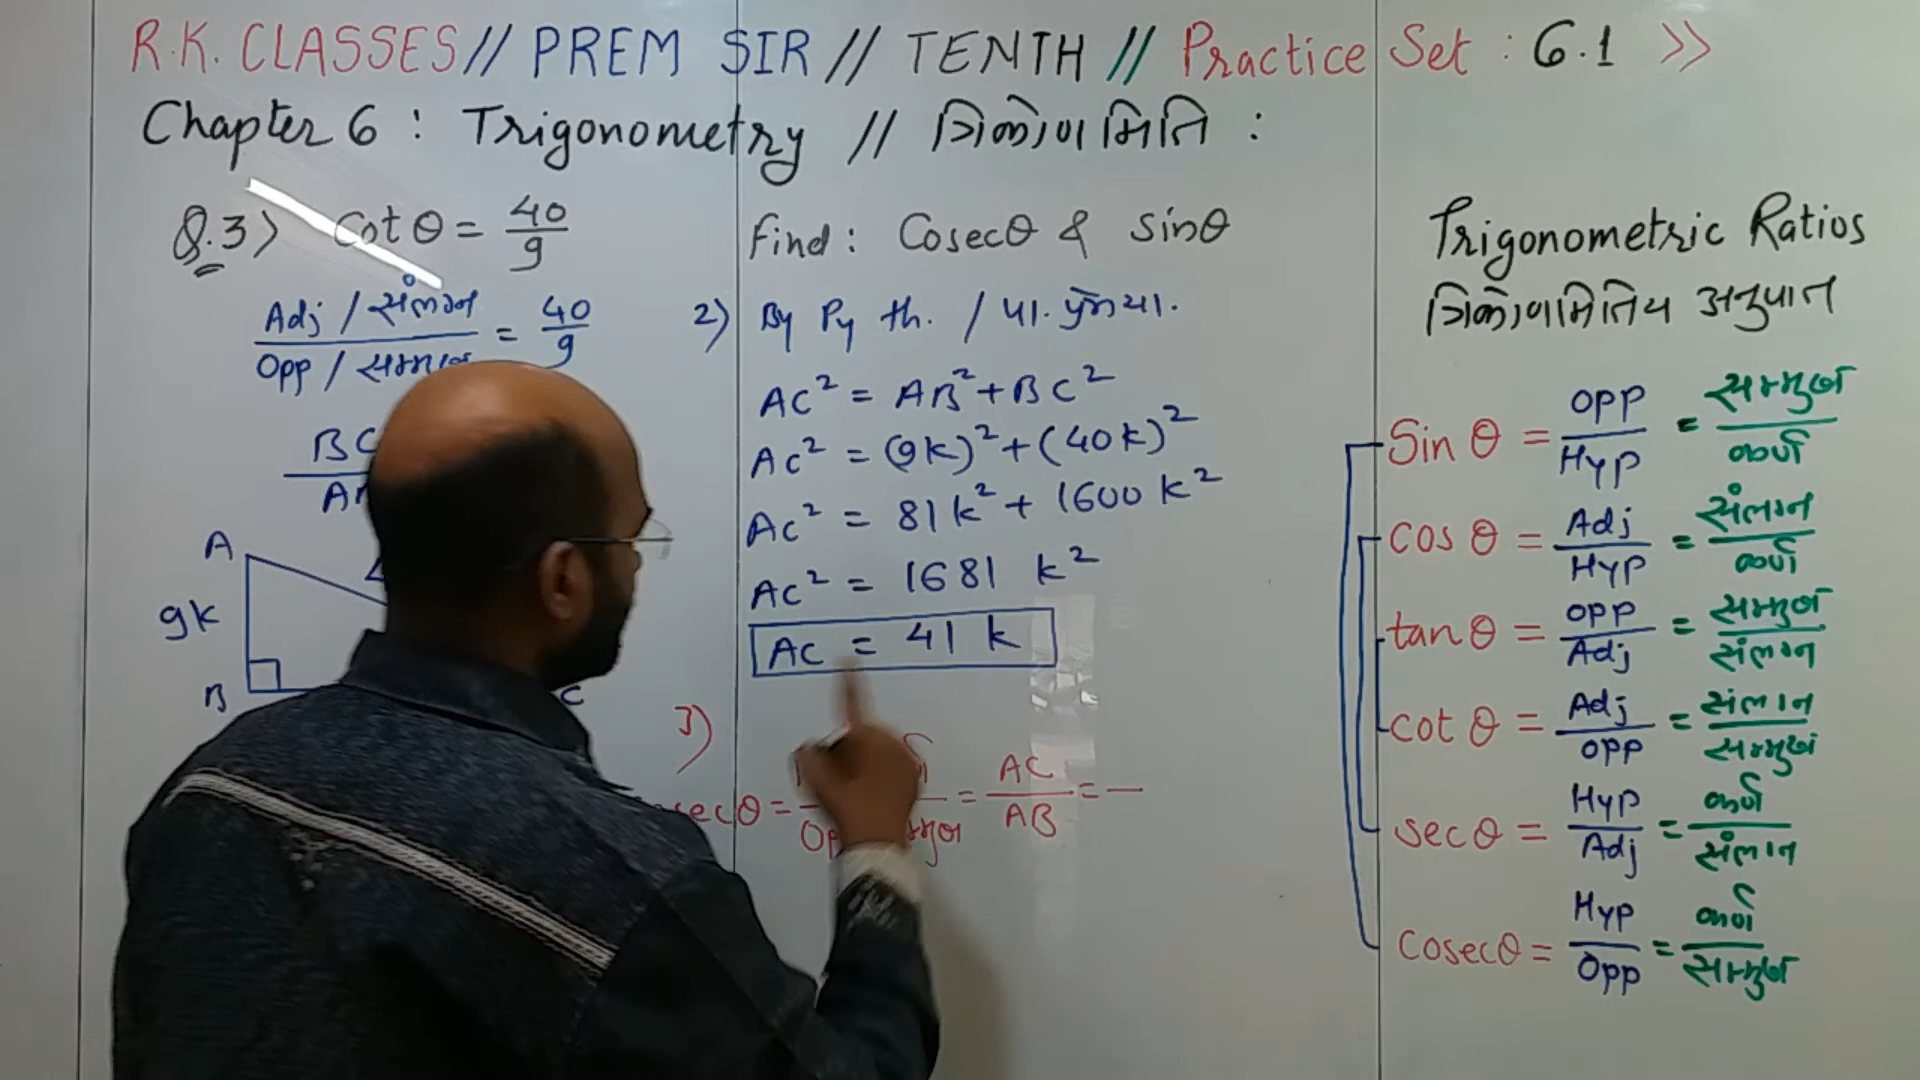 R.K. CLASSES // PREM SIR // TENTH // Practice Set : 6.1 >>
Chapter 6 : Trigonometry // त्रिकोणमिति :
Q.3> Cotθ = 40/9
Adj / संलग्न / Opp / = 40/9
BC
A
9k
B
C
Find : Cosecθ & Sinθ
2) By Py th. / पा. प्रमेया.
AC² = AB² + BC²
AC² = (9k)² + (40k)²
AC² = 81k² + 1600k²
AC² = 1681 k²
AC = 41 k
3)
secθ = = AC/AB = —
Trigonometric Ratios
त्रिकोणमितिय अनुपात
Sin θ = OPP/Hyp = सम्मुख/कर्ण
cos θ = Adj/Hyp = संलग्न/कर्ण
tan θ = OPP/Adj = सम्मुख/संलग्न
cot θ = Adj/OPP = संलग्न/सम्मुख
sec θ = Hyp/Adj = कर्ण/संलग्न
Cosec θ = Hyp/Opp = कर्ण/सम्मुख